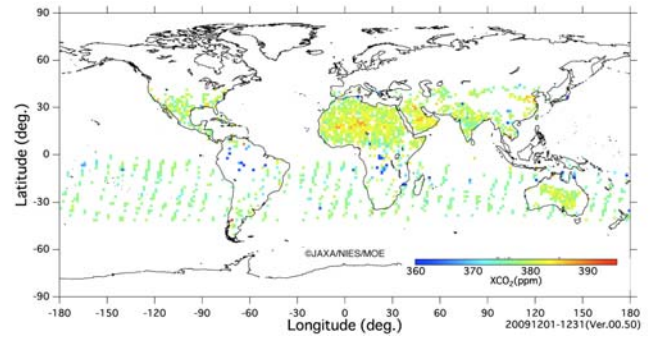 90
60
30
0
-30
-60
-90
Latitude (deg.)
©JAXA/NIES/MOE
360 370 380 390
XCO₂(ppm)
-180 -150 -120 -90 -60 -30 0 30 60 90 120 150 180
Longitude (deg.)
20091201-1231(Ver.00.50)